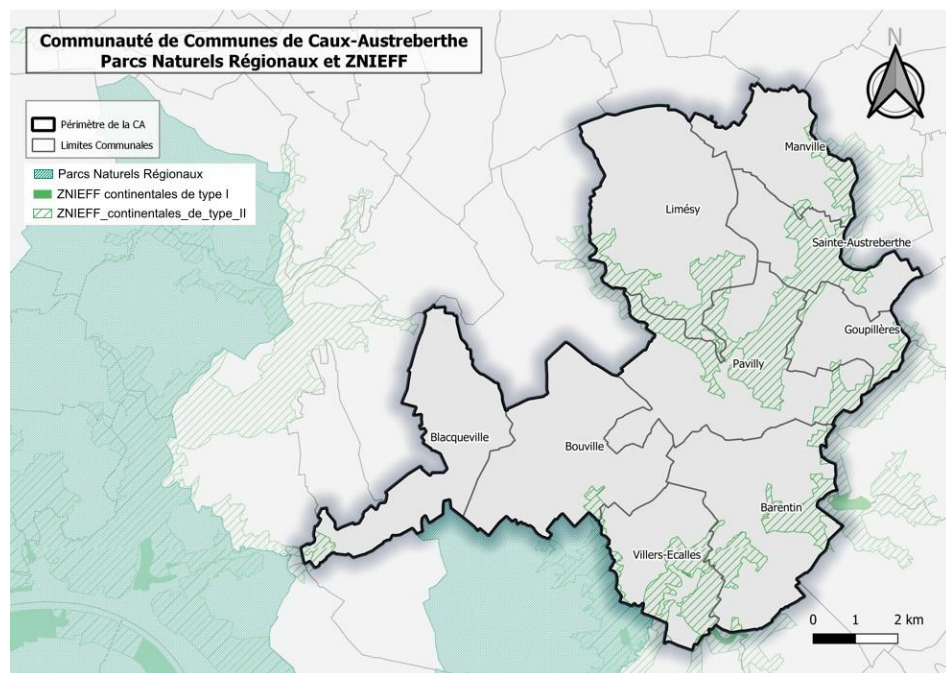 Communauté de Communes de Caux-Austreberthe
Parcs Naturels Régionaux et ZNIEFF
N
Périmètre de la CA
Limites Communales
Parcs Naturels Régionaux
ZNIEFF continentales de type I
ZNIEFF_continentales_de_type_II
Manville
Limésy
Sainte-Austreberthe
Goupillères
Pavilly
Blacqueville
Bouville
Barentin
Villers-Ecalles
0 1 2 km